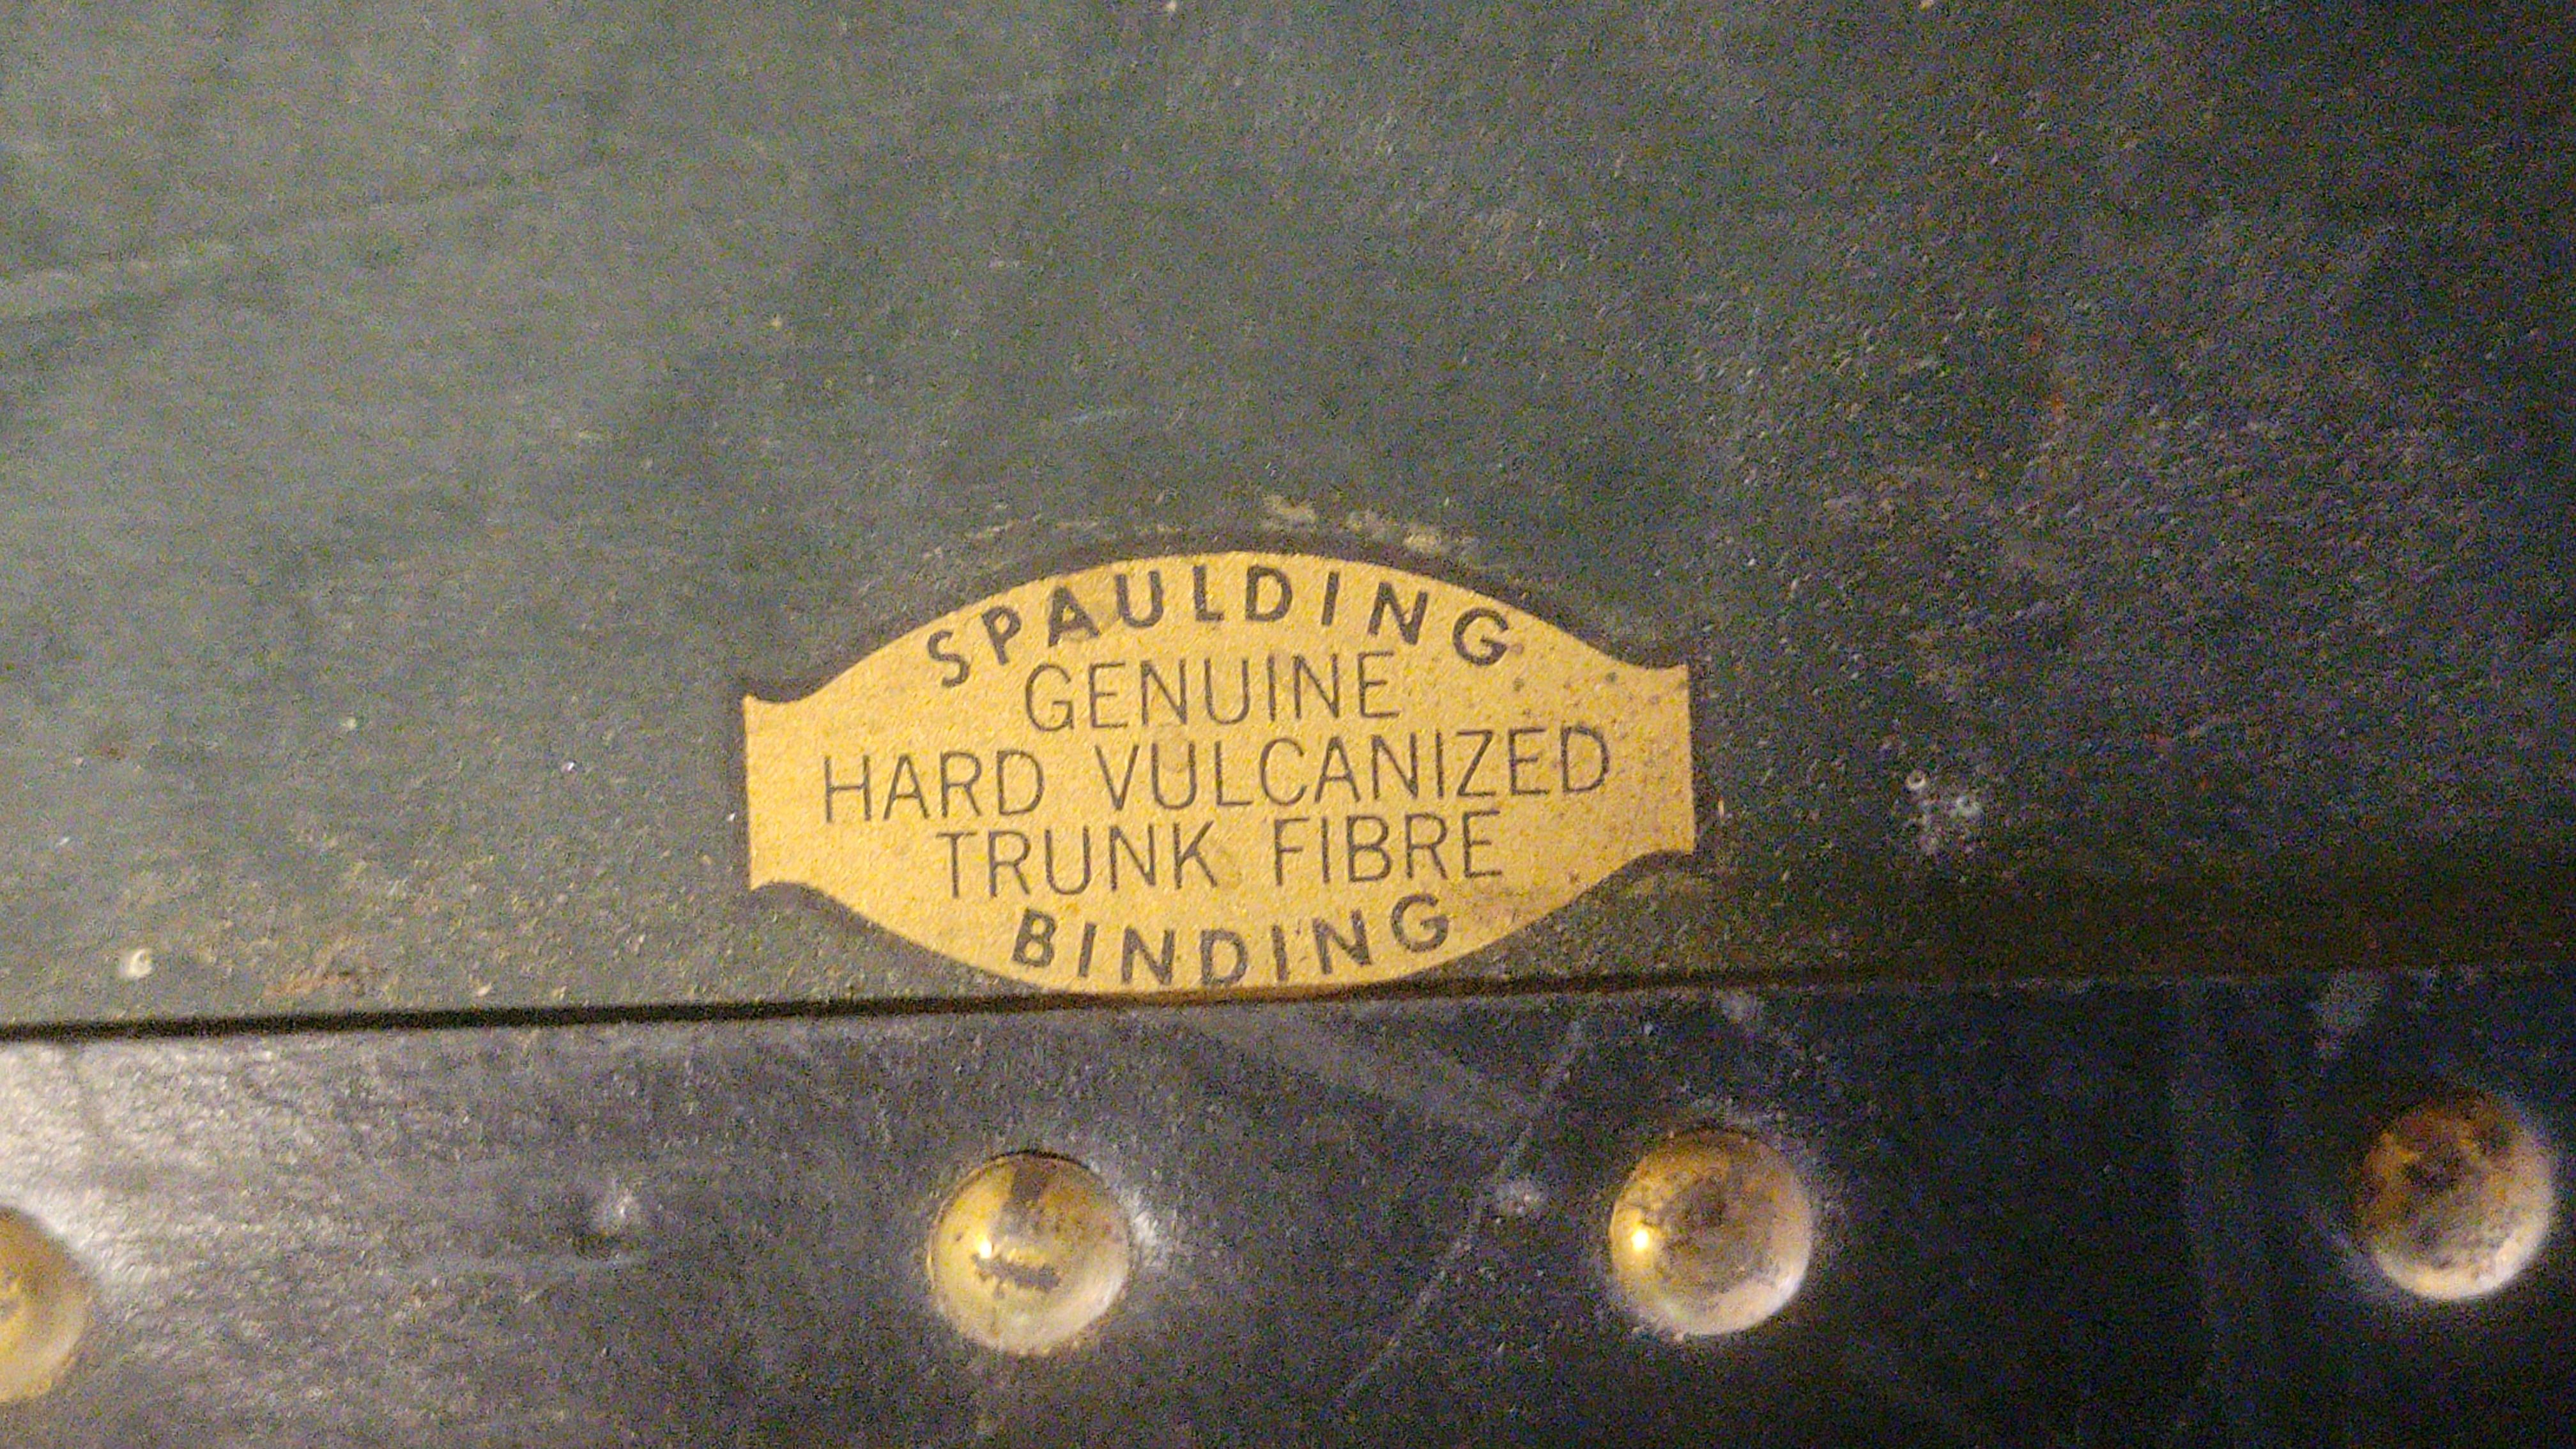 SPAULDING
GENUINE
HARD VULCANIZED
TRUNK FIBRE
BINDING